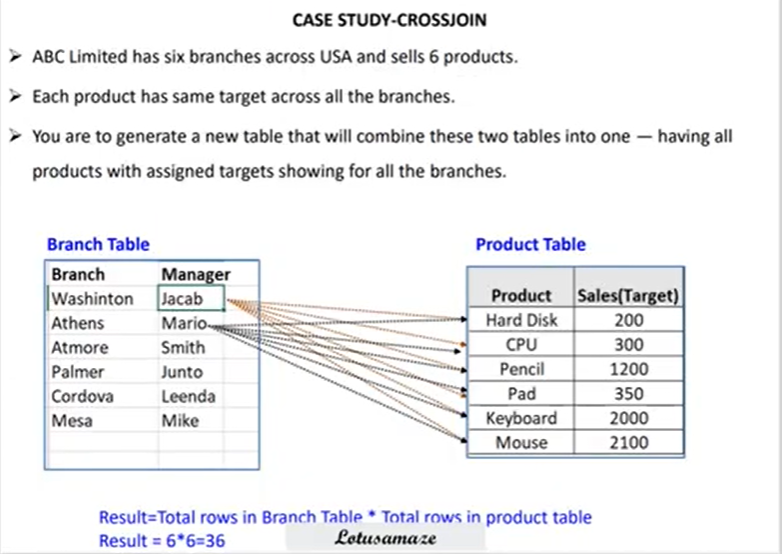 CASE STUDY-CROSSJOIN
➢ ABC Limited has six branches across USA and sells 6 products.
➢ Each product has same target across all the branches.
➢ You are to generate a new table that will combine these two tables into one — having all
products with assigned targets showing for all the branches.
Branch Table
Branch Manager
Washinton Jacab
Athens Mario
Atmore Smith
Palmer Junto
Cordova Leenda
Mesa Mike
Product Table
Product Sales(Target)
Hard Disk 200
CPU 300
Pencil 1200
Pad 350
Keyboard 2000
Mouse 2100
Result=Total rows in Branch Table * Total rows in product table
Result = 6*6=36
Lotusamaze